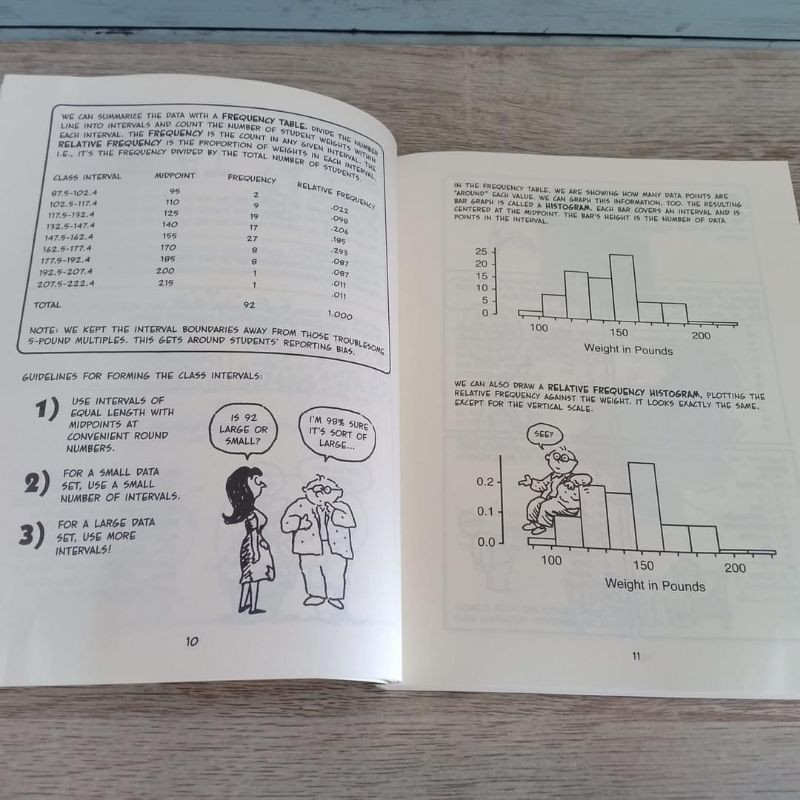 WE CAN SUMMARIZE THE DATA WITH A FREQUENCY TABLE. DIVIDE THE NUMBER
LINE INTO INTERVALS AND COUNT THE NUMBER OF STUDENT WEIGHTS WITHIN
EACH INTERVAL. THE FREQUENCY IS THE COUNT IN ANY GIVEN INTERVAL. THE
RELATIVE FREQUENCY IS THE PROPORTION OF WEIGHTS IN EACH INTERVAL,
I.E., IT'S THE FREQUENCY DIVIDED BY THE TOTAL NUMBER OF STUDENTS.
CLASS INTERVAL MIDPOINT FREQUENCY RELATIVE FREQUENCY
87.5-102.4 95 2 .022
102.5-117.4 110 9 .098
117.5-132.4 125 19 .206
132.5-147.4 140 17 .185
147.5-162.4 155 27 .293
162.5-177.4 170 8 .087
177.5-192.4 185 8 .087
192.5-207.4 200 1 .011
207.5-222.4 215 1 .011
TOTAL 92 1.000
NOTE: WE KEPT THE INTERVAL BOUNDARIES AWAY FROM THOSE TROUBLESOME
5-POUND MULTIPLES. THIS GETS AROUND STUDENTS' REPORTING BIAS.
GUIDELINES FOR FORMING THE CLASS INTERVALS:
1) USE INTERVALS OF
EQUAL LENGTH WITH
MIDPOINTS AT
CONVENIENT ROUND
NUMBERS.
2) FOR A SMALL DATA
SET, USE A SMALL
NUMBER OF INTERVALS.
3) FOR A LARGE DATA
SET, USE MORE
INTERVALS!
IS 92
LARGE OR
SMALL?
I'M 98% SURE
IT'S SORT OF
LARGE...
10
IN THE FREQUENCY TABLE, WE ARE SHOWING HOW MANY DATA POINTS ARE
"AROUND" EACH VALUE. WE CAN GRAPH THIS INFORMATION, TOO. THE RESULTING
BAR GRAPH IS CALLED A HISTOGRAM. EACH BAR COVERS AN INTERVAL AND IS
CENTERED AT THE MIDPOINT. THE BAR'S HEIGHT IS THE NUMBER OF DATA
POINTS IN THE INTERVAL.
25
20
15
10
5
0
100 150 200
Weight in Pounds
WE CAN ALSO DRAW A RELATIVE FREQUENCY HISTOGRAM, PLOTTING THE
RELATIVE FREQUENCY AGAINST THE WEIGHT. IT LOOKS EXACTLY THE SAME,
EXCEPT FOR THE VERTICAL SCALE.
SEE?
0.2
0.1
0.0
100 150 200
Weight in Pounds
11